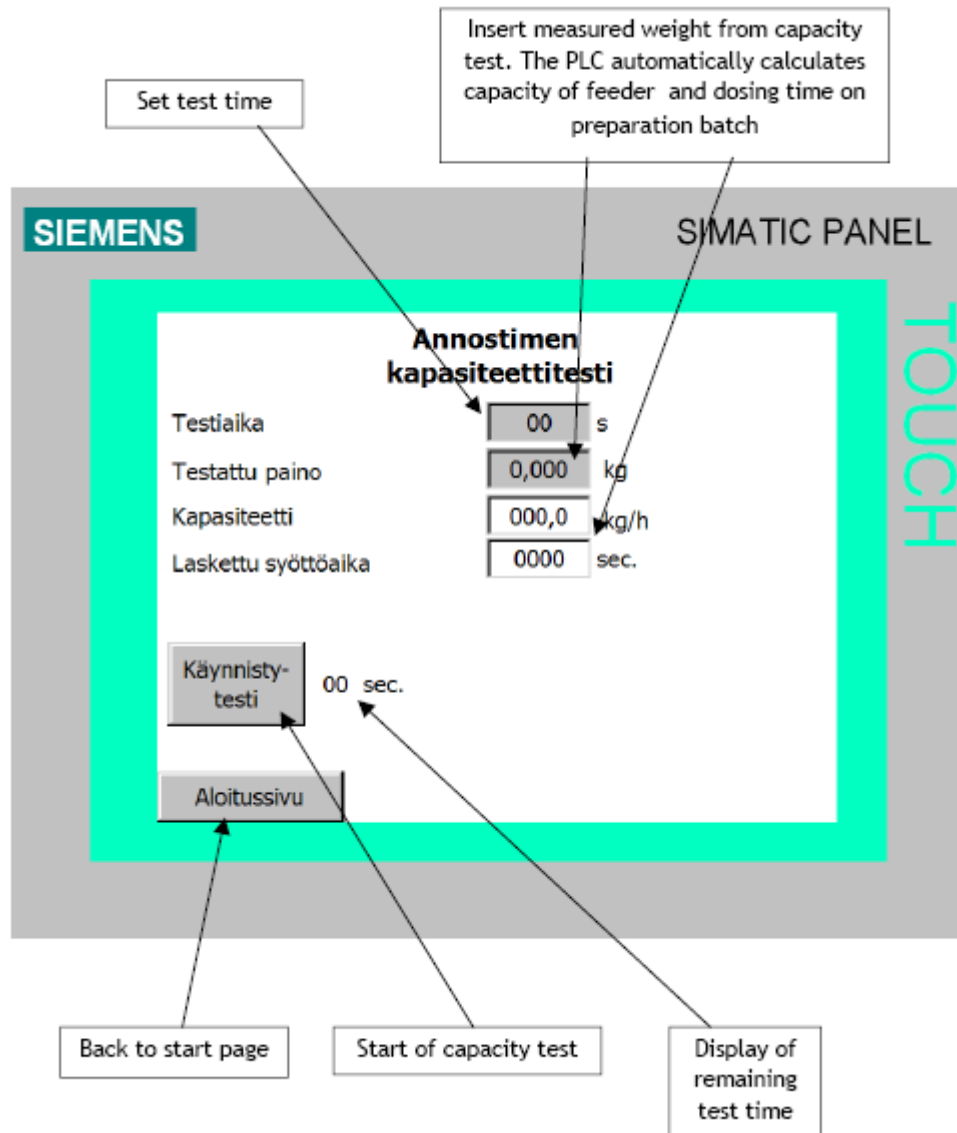 Insert measured weight from capacity
test. The PLC automatically calculates
capacity of feeder and dosing time on
preparation batch
Set test time
SIEMENS
SIMATIC PANEL
TOUCH
Annostimen
kapasiteettitesti
Testiaika 00 s
Testattu paino 0,000 kg
Kapasiteetti 000,0 kg/h
Laskettu syöttöaika 0000 sec.
Käynnisty-
testi
00 sec.
Aloitussivu
Back to start page
Start of capacity test
Display of
remaining
test time